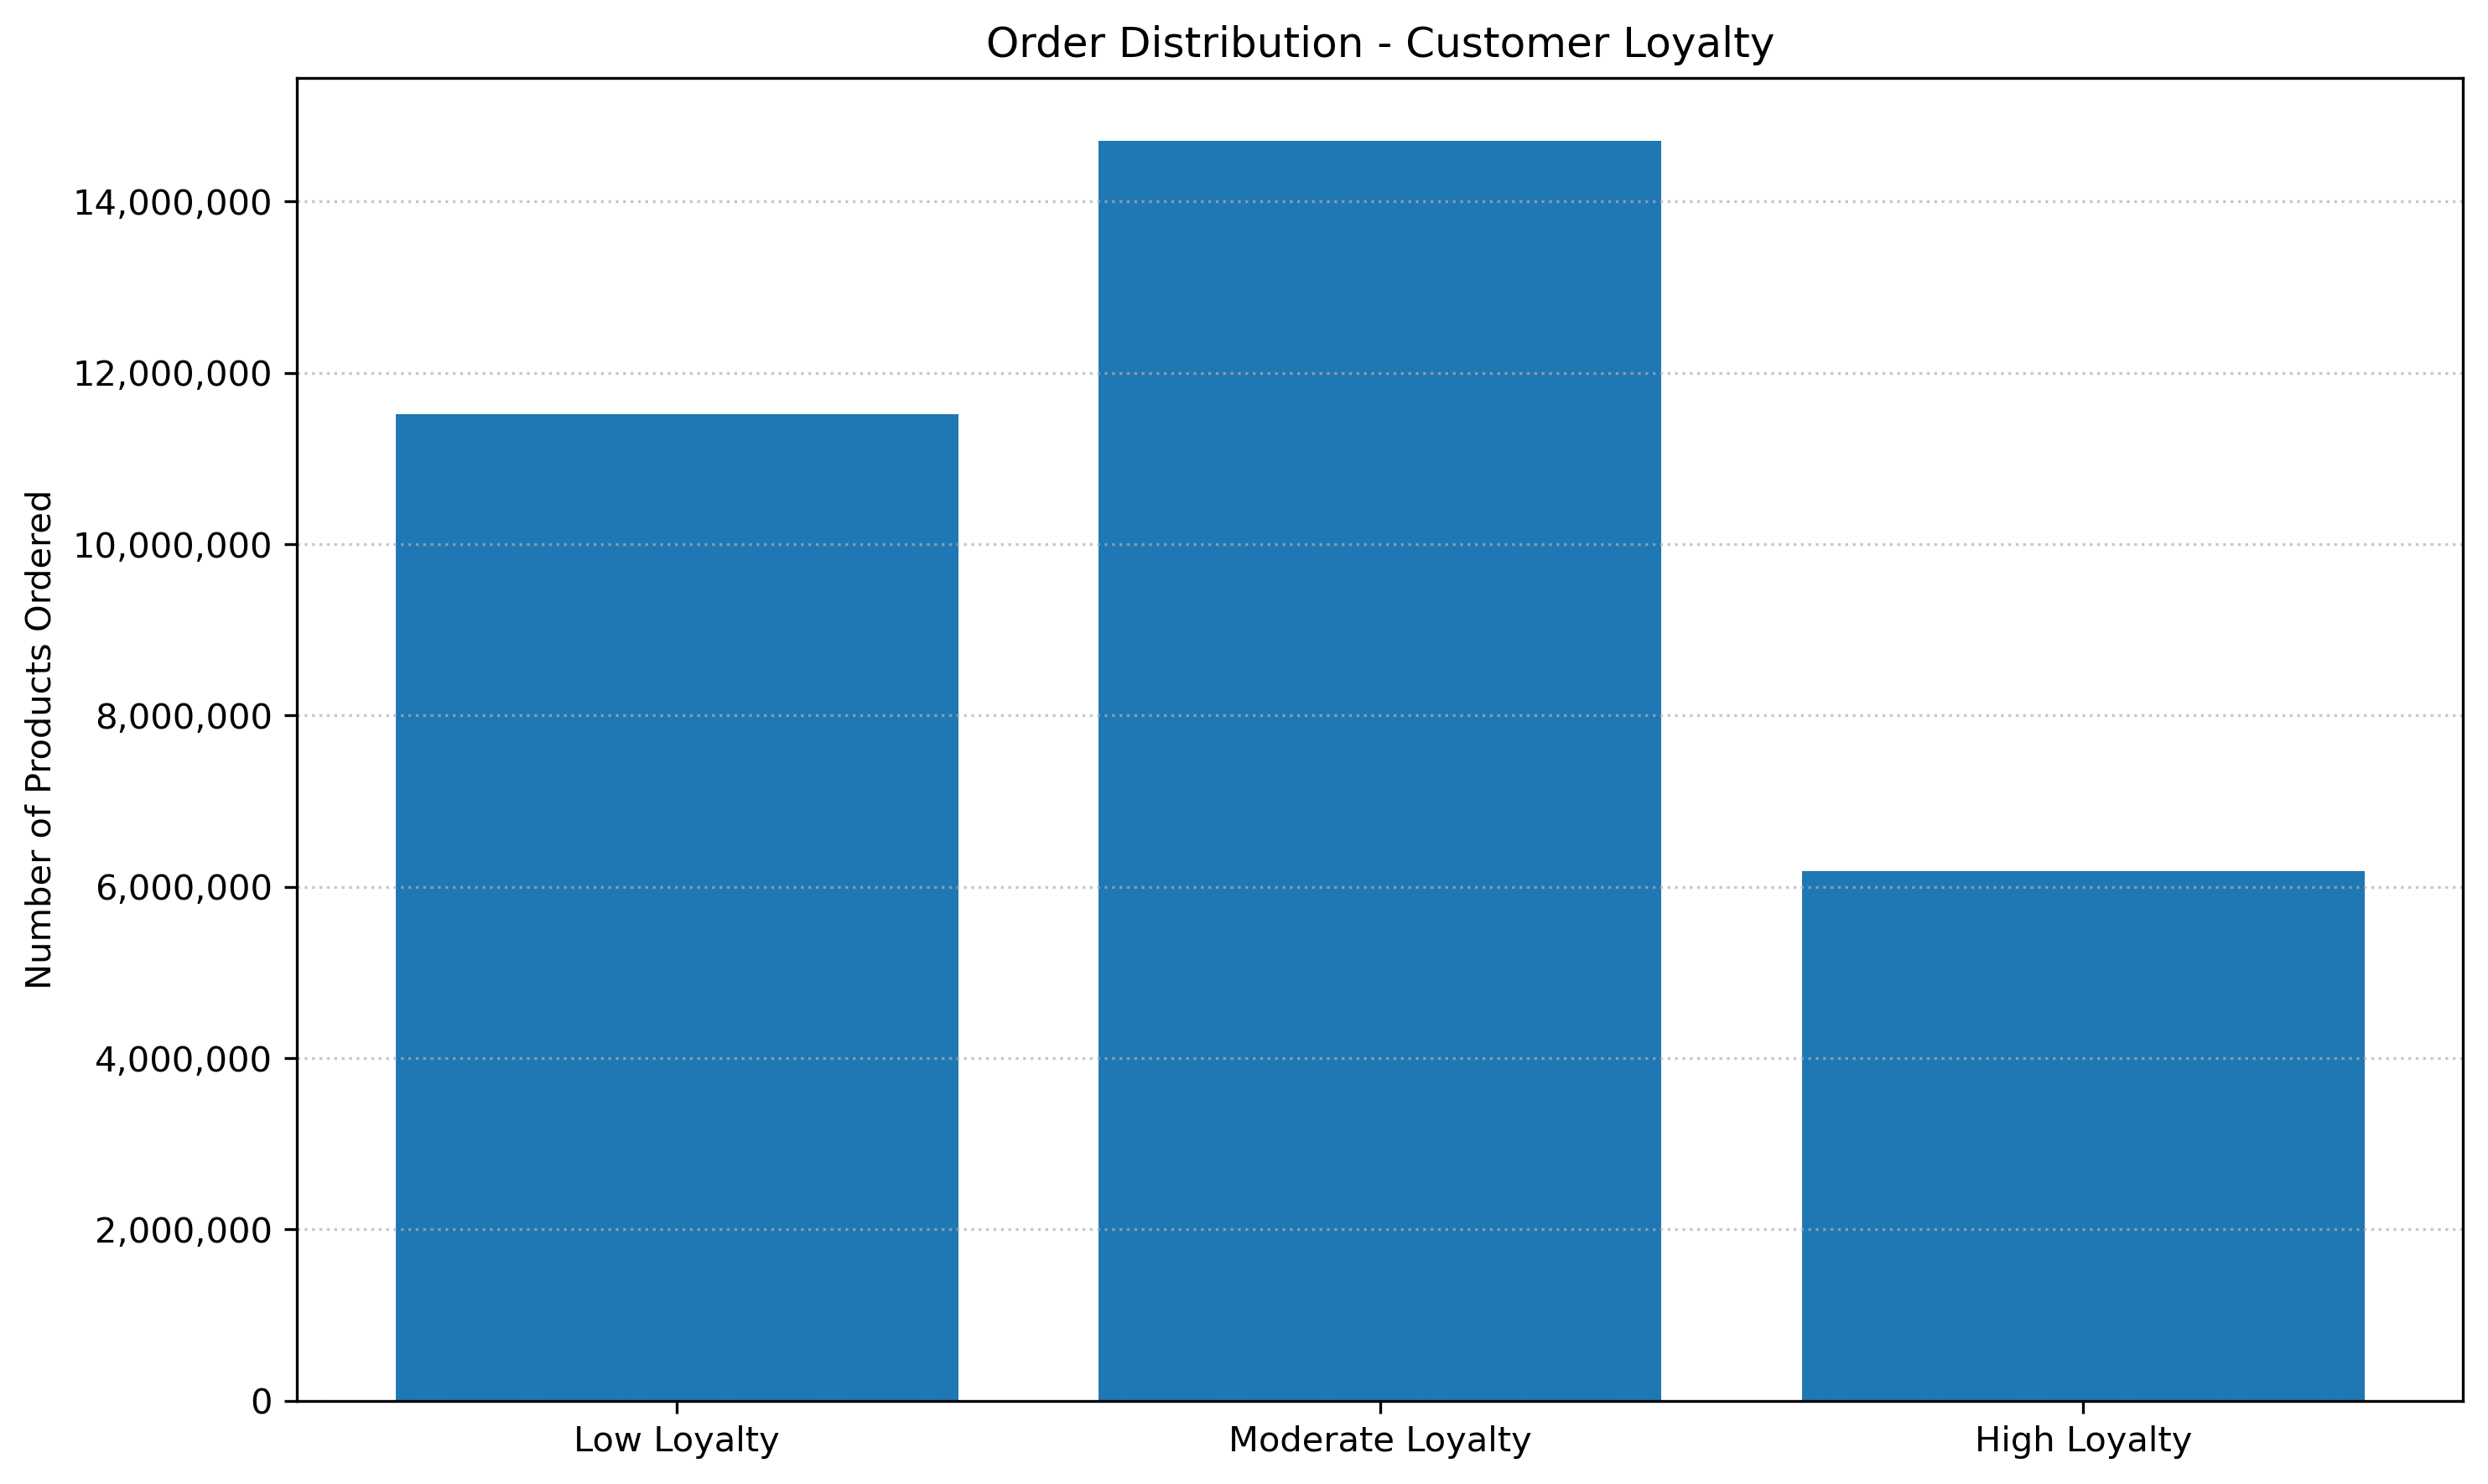 Order Distribution - Customer Loyalty
Number of Products Ordered
14,000,000
12,000,000
10,000,000
8,000,000
6,000,000
4,000,000
2,000,000
0
Low Loyalty
Moderate Loyalty
High Loyalty